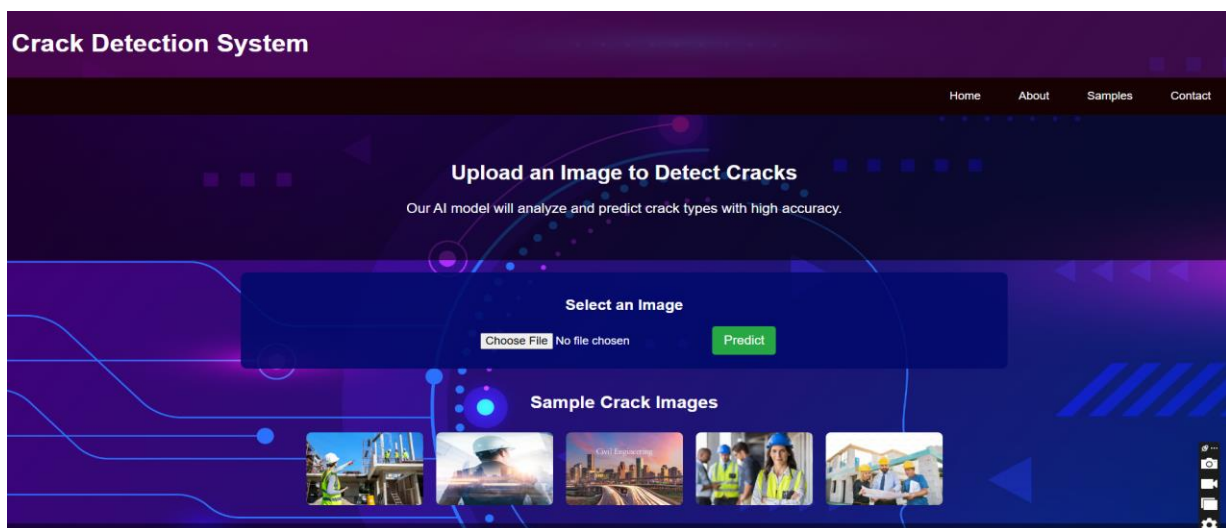 Crack Detection System
Home About Samples Contact
Upload an Image to Detect Cracks
Our AI model will analyze and predict crack types with high accuracy.
Select an Image
Choose File No file chosen Predict
Sample Crack Images
Civil Engineering